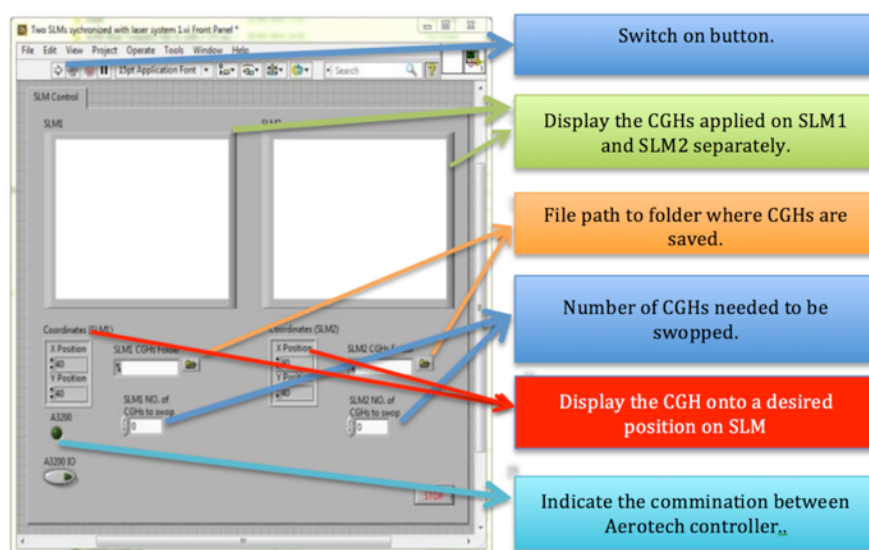 Two SLMs sychronized with laser system 1.vi Front Panel *
File Edit View Project Operate Tools Window Help
15pt Application Font
Search
?
SLM Control
SLM1
Coordinates (SLM1)
X Position
40
Y Position
40
SLM1 CGHs Folder
SLM1 NO. of
CGHs to swop
0
Coordinates (SLM2)
X Position
40
Y Position
40
SLM2 CGHs
SLM2 NO. of
CGHs to swop
0
A3200
A3200 IO
STOP
Switch on button.
Display the CGHs applied on SLM1
and SLM2 separately.
File path to folder where CGHs are
saved.
Number of CGHs needed to be
swopped.
Display the CGH onto a desired
position on SLM
Indicate the commination between
Aerotech controller..